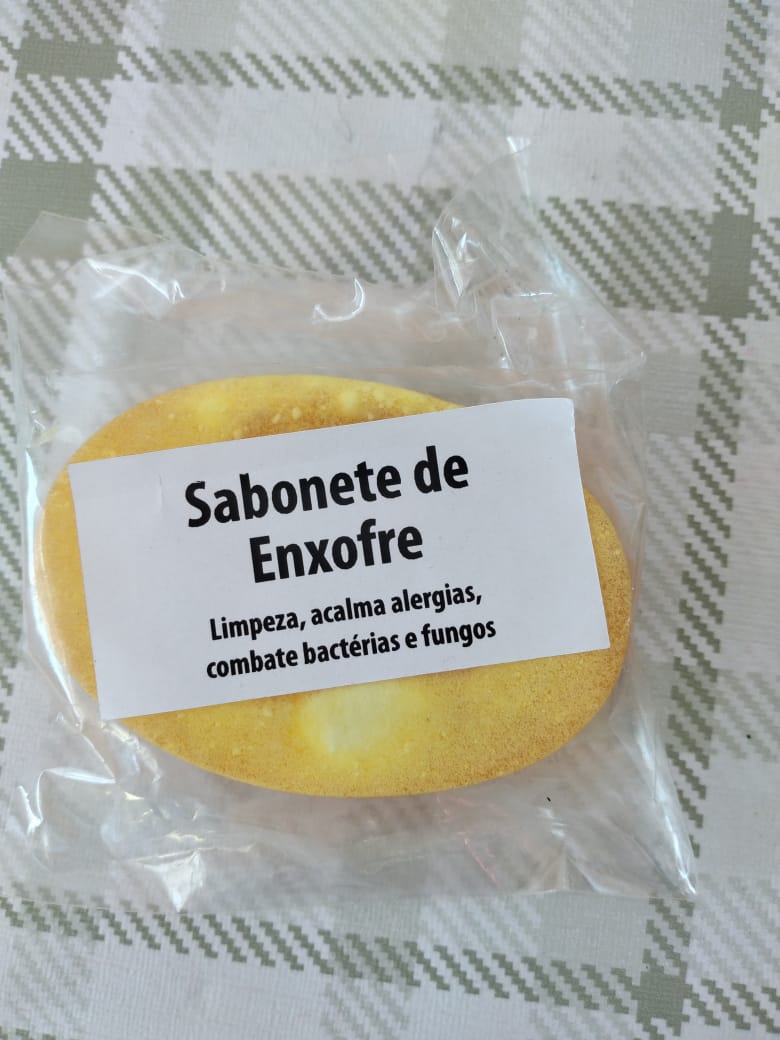 Sabonete de
Enxofre
Limpeza, acalma alergias,
combate bactérias e fungos